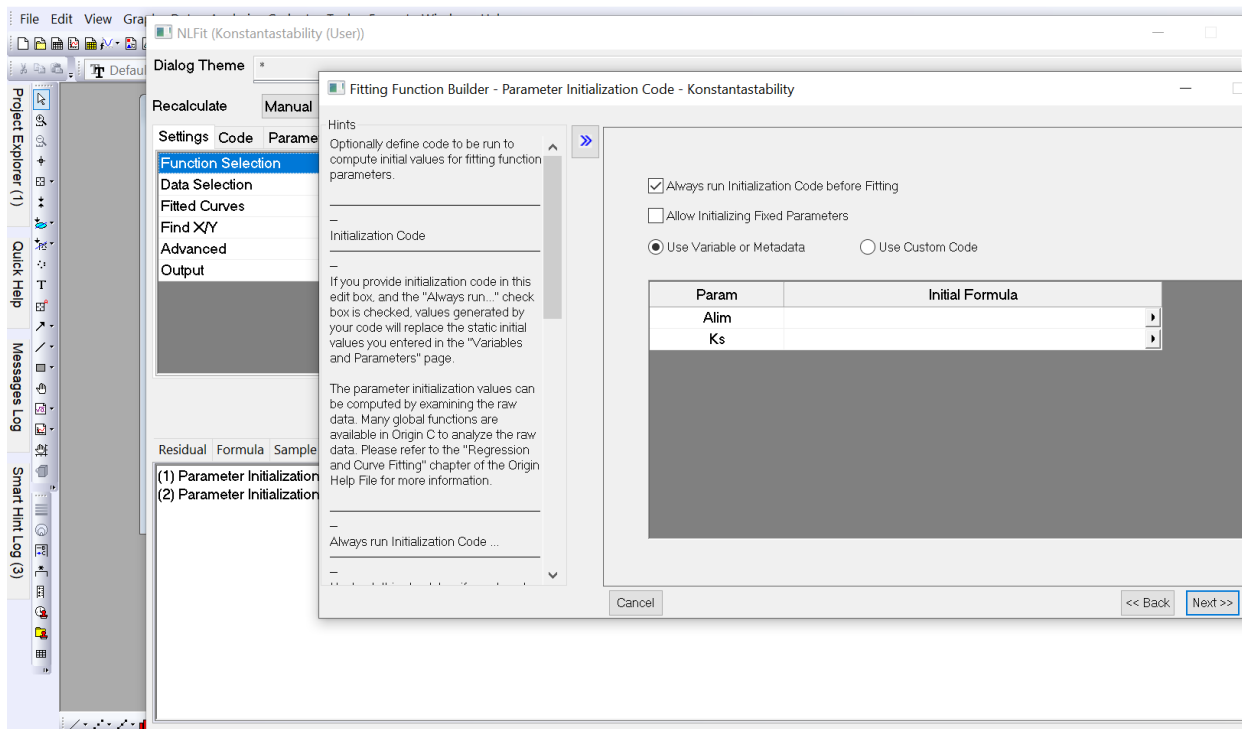 File Edit View Gra
NLFit (Konstantastability (User))
Defau
Dialog Theme *
Recalculate Manual
Settings Code Parame
Function Selection
Data Selection
Fitted Curves
Find X/Y
Advanced
Output
Residual Formula Sample
(1) Parameter Initialization
(2) Parameter Initialization
Project Explorer (1)
Quick Help
Messages Log
Smart Hint Log (3)
T
Fitting Function Builder - Parameter Initialization Code - Konstantastability
Hints
Optionally define code to be run to
compute initial values for fitting function
parameters.
Initialization Code
If you provide initialization code in this
edit box, and the "Always run..." check
box is checked, values generated by
your code will replace the static initial
values you entered in the "Variables
and Parameters" page.
The parameter initialization values can
be computed by examining the raw
data. Many global functions are
available in Origin C to analyze the raw
data. Please refer to the "Regression
and Curve Fitting" chapter of the Origin
Help File for more information.
Always run Initialization Code ...
Always run Initialization Code before Fitting
Allow Initializing Fixed Parameters
Use Variable or Metadata Use Custom Code
Param Initial Formula
Alim
Ks
Cancel << Back Next >>